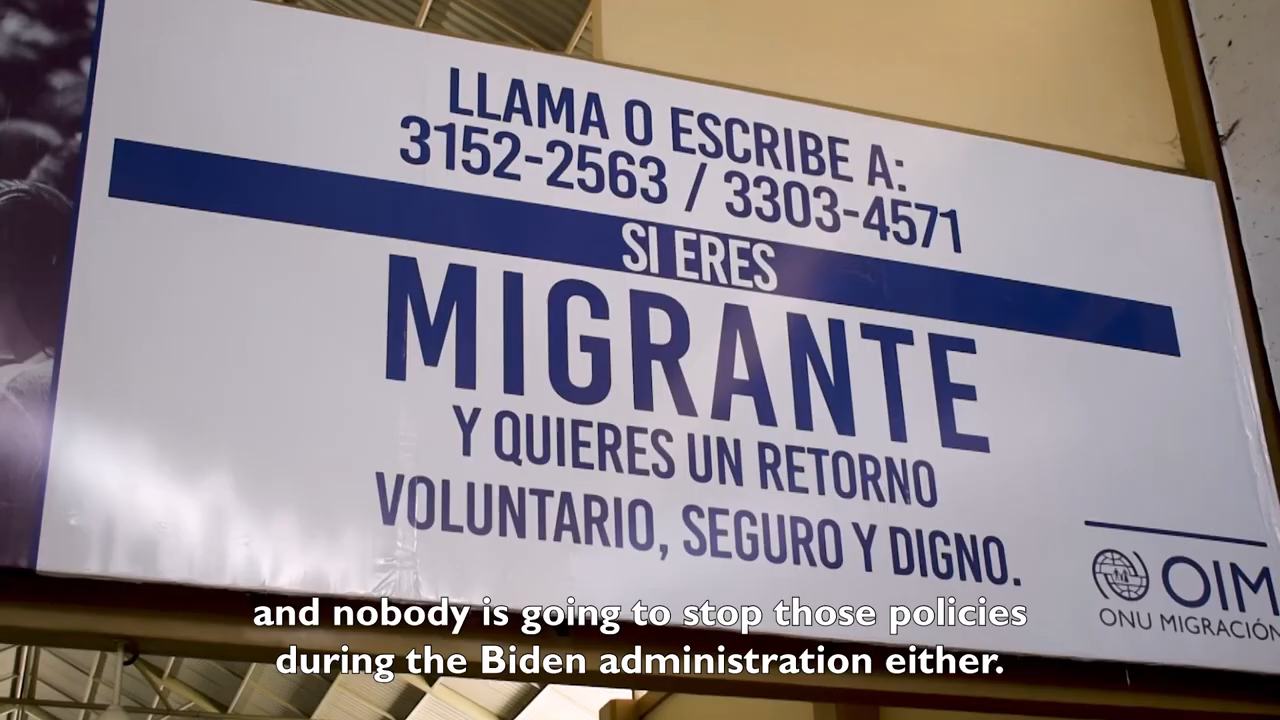 LLAMA O ESCRIBE A:
3152-2563 / 3303-4571
SI ERES
MIGRANTE
Y QUIERES UN RETORNO
VOLUNTARIO, SEGURO Y DIGNO.
OIM
ONU MIGRACIÓN
and nobody is going to stop those policies
during the Biden administration either.